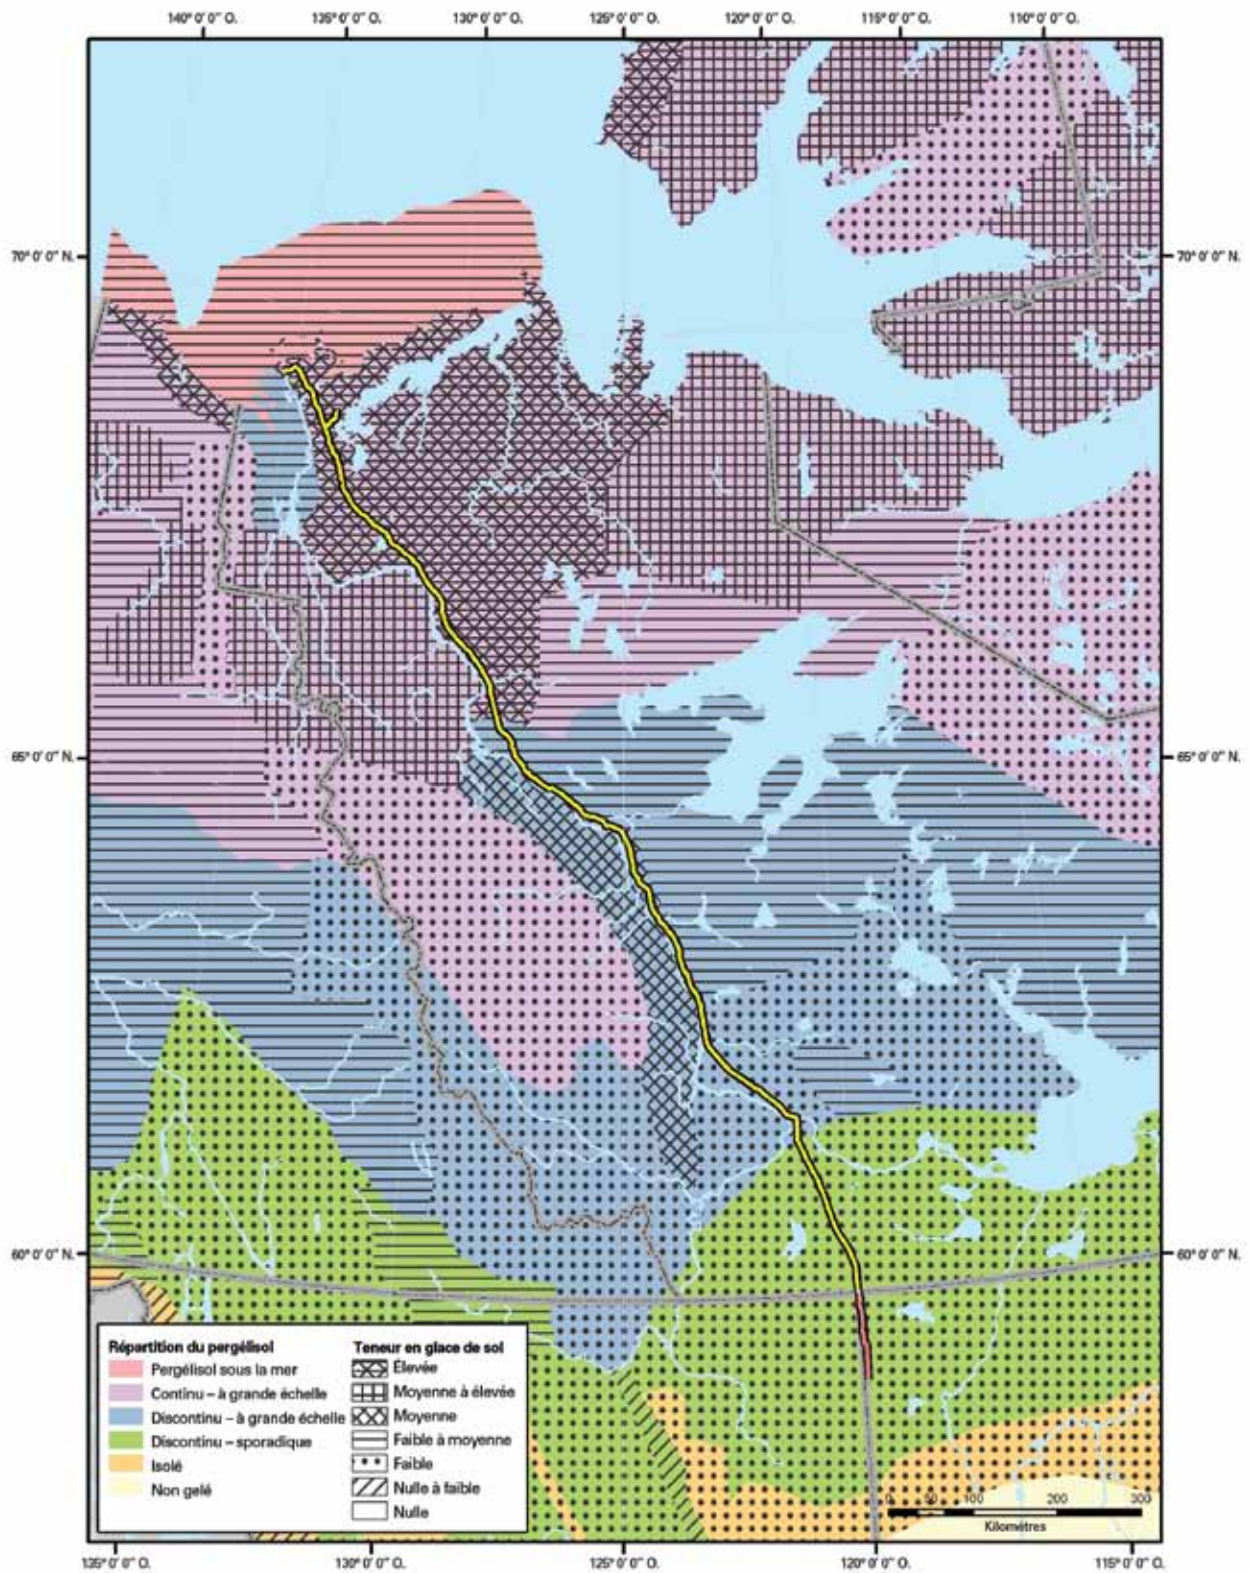 140° 0' 0" O. 135° 0' 0" O. 130° 0' 0" O. 125° 0' 0" O. 120° 0' 0" O. 115° 0' 0" O. 110° 0' 0" O.
70° 0' 0" N. 70° 0' 0" N.
65° 0' 0" N. 65° 0' 0" N.
60° 0' 0" N. 60° 0' 0" N.
Répartition du pergélisol
Pergélisol sous la mer
Continu – à grande échelle
Discontinu – à grande échelle
Discontinu – sporadique
Isolé
Non gelé
Teneur en glace de sol
Élevée
Moyenne à élevée
Moyenne
Faible à moyenne
Faible
Nulle à faible
Nulle
0 50 100 200 300
Kilométres
135° 0' 0" O. 130° 0' 0" O. 125° 0' 0" O. 120° 0' 0" O. 115° 0' 0" O.